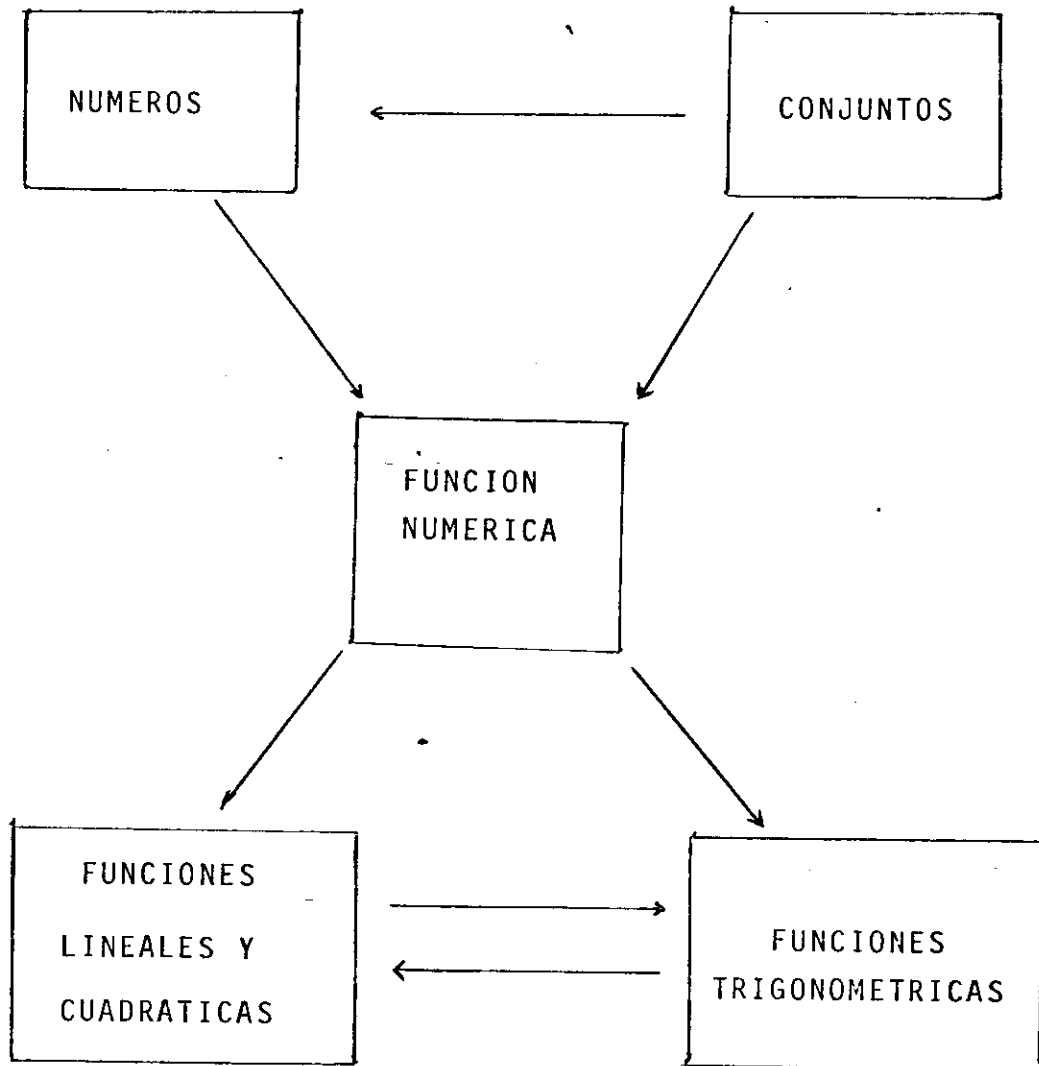 NUMEROS
CONJUNTOS
FUNCION
NUMERICA
FUNCIONES
LINEALES Y
CUADRATICAS
FUNCIONES
TRIGONOMETRICAS